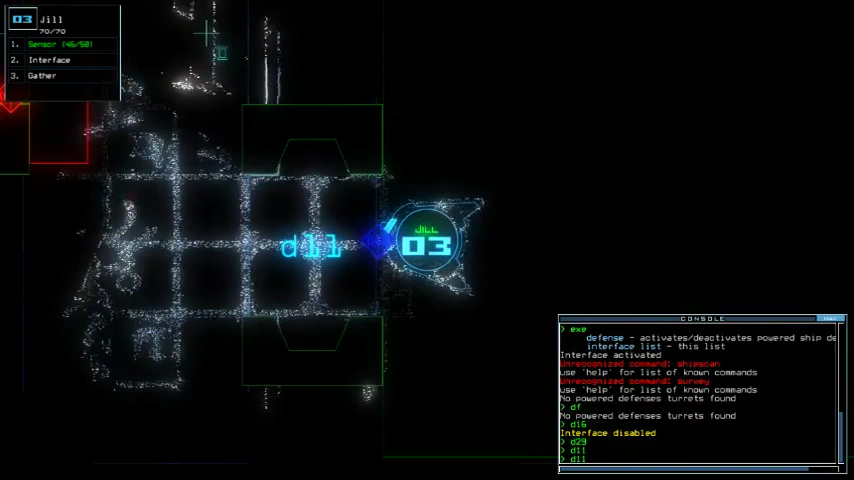 03 Jill
70/70
1. Sensor (46/50)
2. Interface
3. Gather
d11
JILL
03
CONSOLE
> exe
defense - activates/deactivates powered ship de
interface list - this list
Interface activated
Unrecognized command: shipscan
use 'help' for list of known commands
Unrecognized command: survey
use 'help' for list of known commands
No powered defenses turrets found
> df
No powered defenses turrets found
> d16
Interface disabled
> d29
> d11
> d11